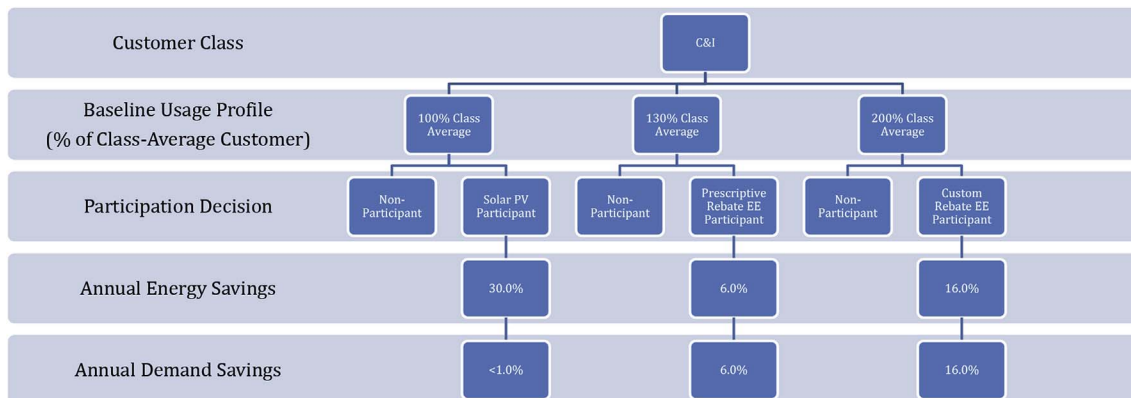 Customer Class
C&I
Baseline Usage Profile
(% of Class-Average Customer)
100% Class
Average
130% Class
Average
200% Class
Average
Participation Decision
Non-
Participant
Solar PV
Participant
Non-
Participant
Prescriptive
Rebate EE
Participant
Non-
Participant
Custom
Rebate EE
Participant
Annual Energy Savings
30.0%
6.0%
16.0%
Annual Demand Savings
<1.0%
6.0%
16.0%